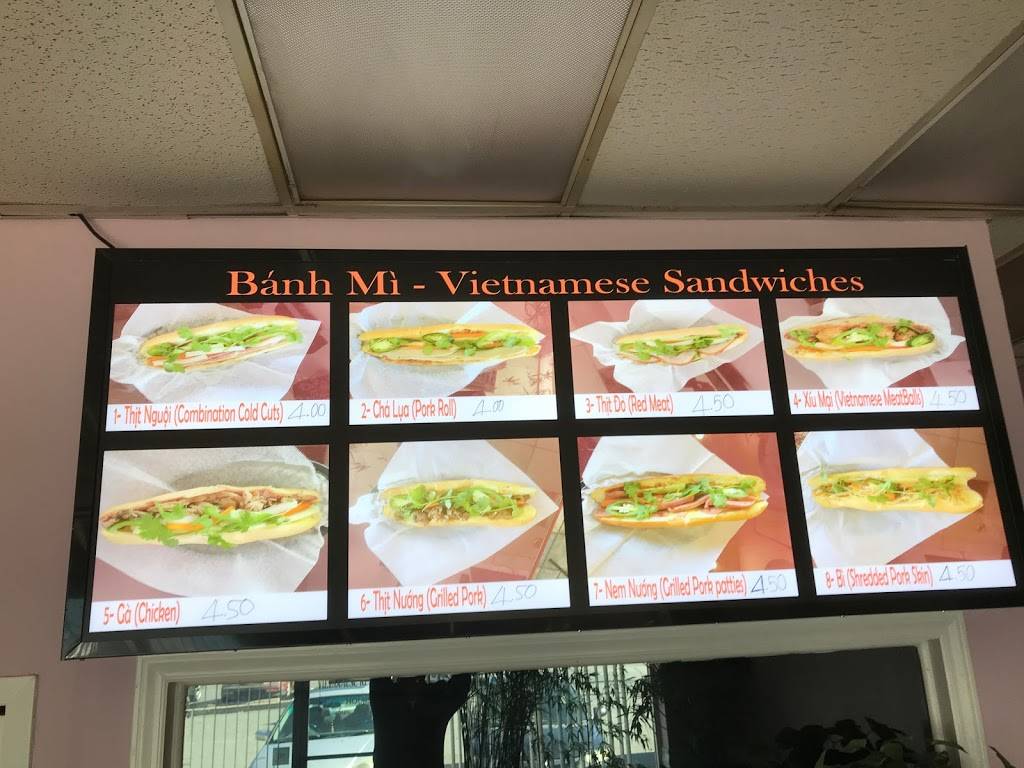 Bánh Mì - Vietnamese Sandwiches
1- Thịt Nguội (Combination Cold Cuts) 4.00
2- Chả Lụa (Pork Roll) 4.00
3- Thịt Đỏ (Red Meat) 4.50
4- Xíu Mại (Vietnamese MeatBalls) 4.50
5- Gà (Chicken) 4.50
6- Thịt Nướng (Grilled Pork) 4.50
7- Nem Nướng (Grilled Pork patties) 4.50
8- Bì (Shredded Pork Skin) 4.50